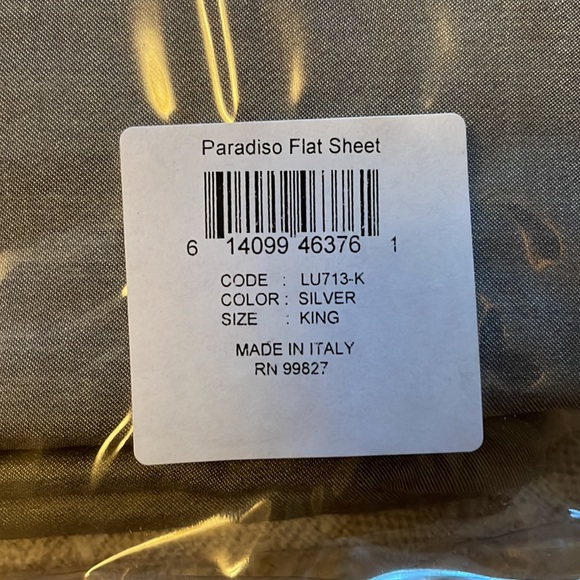 Paradiso Flat Sheet
6 14099 46376 1
CODE : LU713-K
COLOR : SILVER
SIZE : KING
MADE IN ITALY
RN 99827